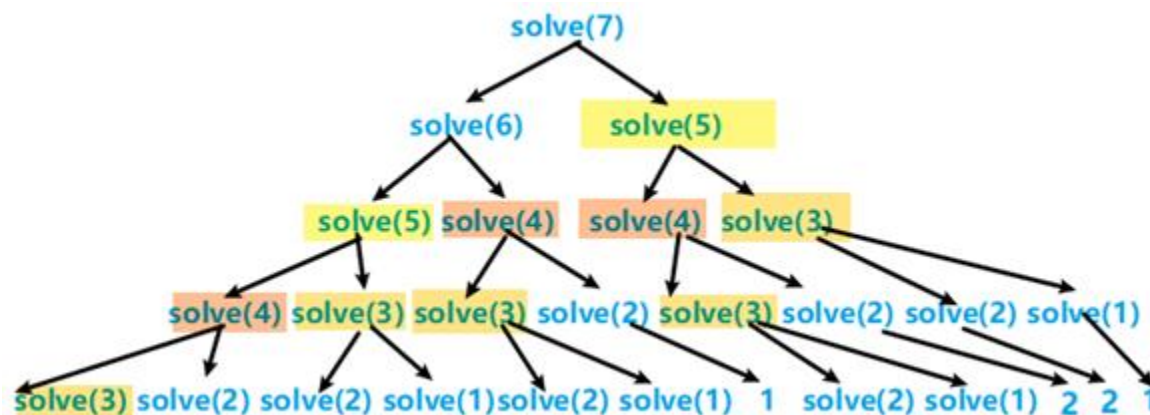 solve(7)
solve(6) solve(5)
solve(5) solve(4) solve(4) solve(3)
solve(4) solve(3) solve(3) solve(2) solve(3) solve(2) solve(2) solve(1)
solve(3) solve(2) solve(2) solve(1) solve(2) solve(1) 1 solve(2) solve(1) 2 2 1